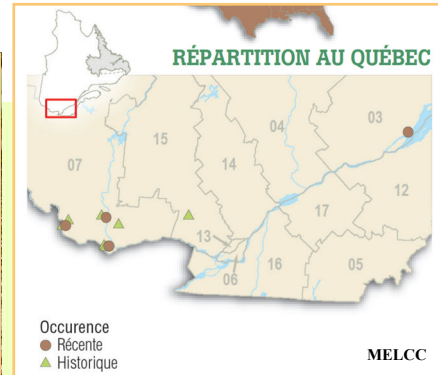 RÉPARTITION AU QUÉBEC
03
04
15
07
14
12
17
13
06
16
05
Occurence
Récente
Historique
MELCC